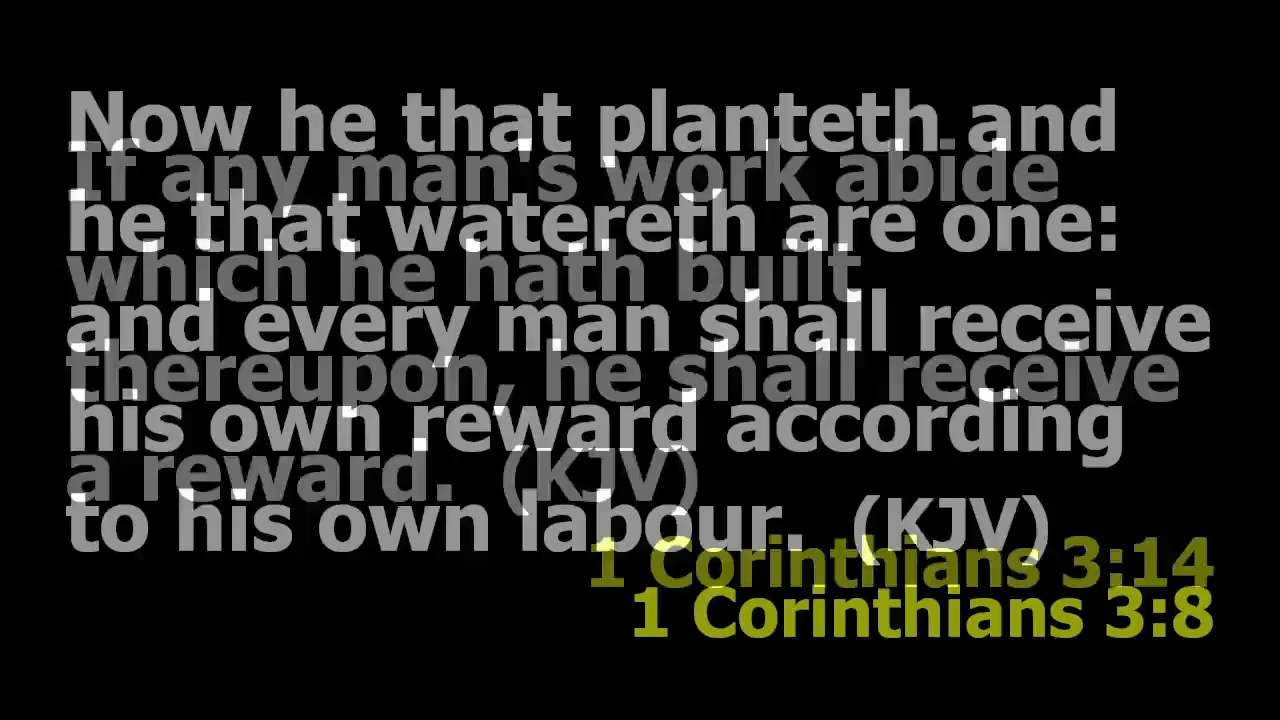 Now he that planteth and
he that watereth are one:
and every man shall receive
his own reward according
to his own labour. (KJV)
1 Corinthians 3:8
If any man's work abide
which he hath built
thereupon, he shall receive
a reward. (KJV)
1 Corinthians 3:14